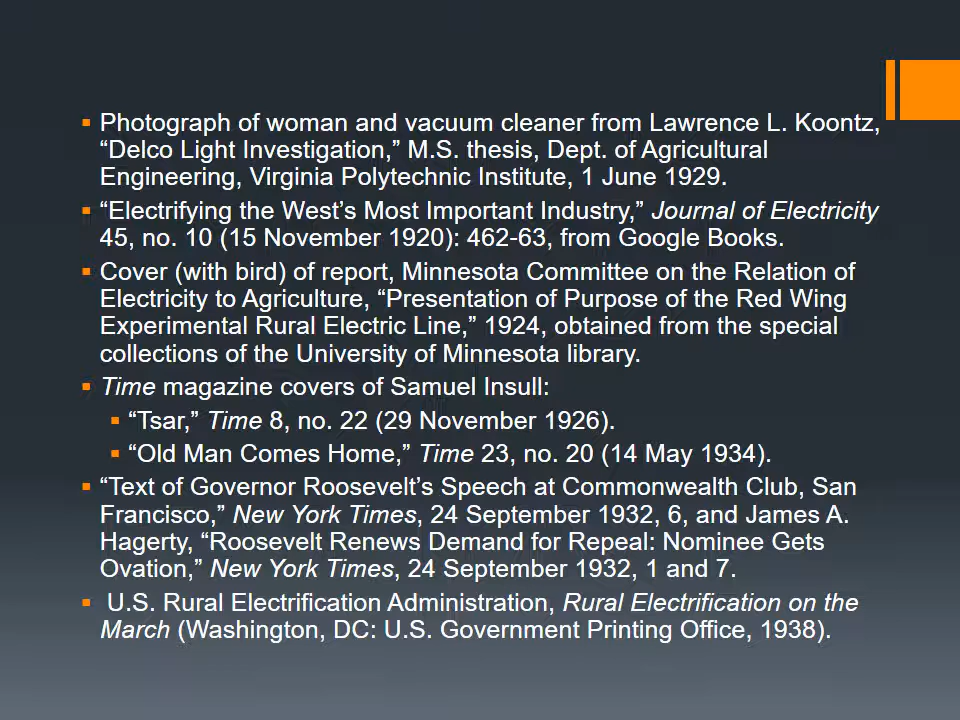 Photograph of woman and vacuum cleaner from Lawrence L. Koontz,
“Delco Light Investigation,” M.S. thesis, Dept. of Agricultural
Engineering, Virginia Polytechnic Institute, 1 June 1929.
“Electrifying the West’s Most Important Industry,” Journal of Electricity
45, no. 10 (15 November 1920): 462-63, from Google Books.
Cover (with bird) of report, Minnesota Committee on the Relation of
Electricity to Agriculture, “Presentation of Purpose of the Red Wing
Experimental Rural Electric Line,” 1924, obtained from the special
collections of the University of Minnesota library.
Time magazine covers of Samuel Insull:
“Tsar,” Time 8, no. 22 (29 November 1926).
“Old Man Comes Home,” Time 23, no. 20 (14 May 1934).
“Text of Governor Roosevelt’s Speech at Commonwealth Club, San
Francisco,” New York Times, 24 September 1932, 6, and James A.
Hagerty, “Roosevelt Renews Demand for Repeal: Nominee Gets
Ovation,” New York Times, 24 September 1932, 1 and 7.
U.S. Rural Electrification Administration, Rural Electrification on the
March (Washington, DC: U.S. Government Printing Office, 1938).